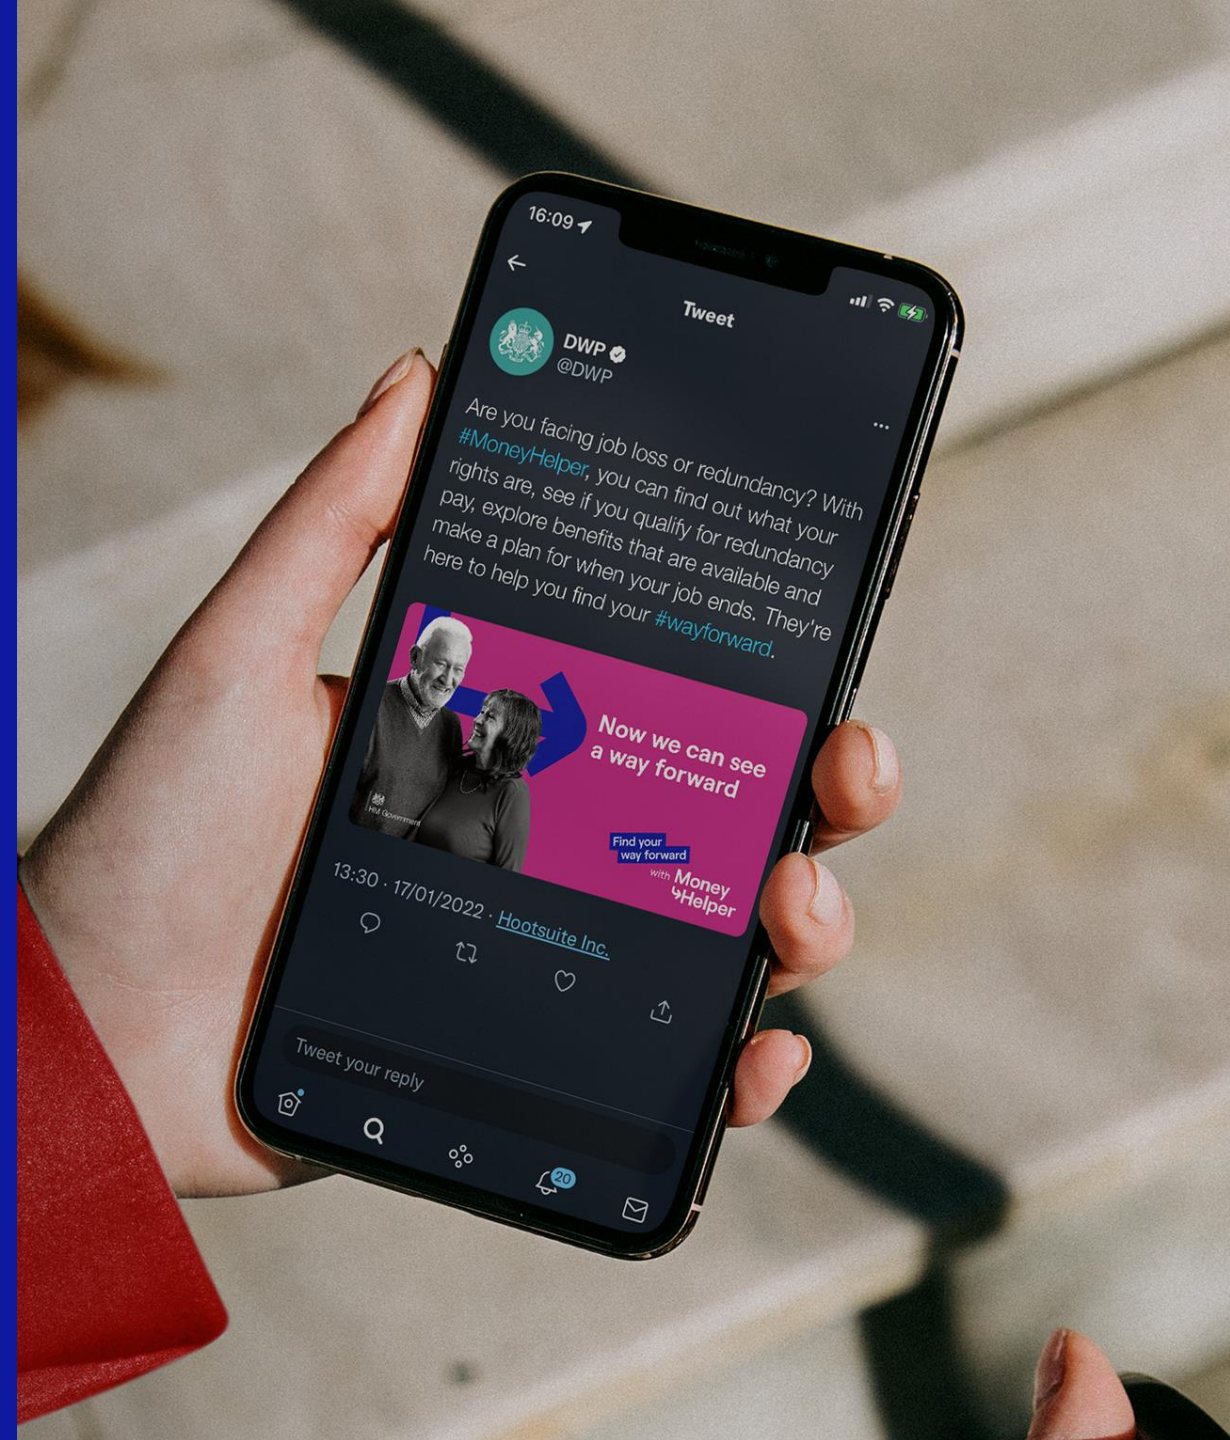 16:09
Tweet
DWP
@DWP
Are you facing job loss or redundancy? With
#MoneyHelper, you can find out what your
rights are, see if you qualify for redundancy
pay, explore benefits that are available and
make a plan for when your job ends. They're
here to help you find your #wayforward.
Now we can see
a way forward
HM Government
Find your
way forward
with Money
Helper
13:30 · 17/01/2022 · Hootsuite Inc.
Tweet your reply
20